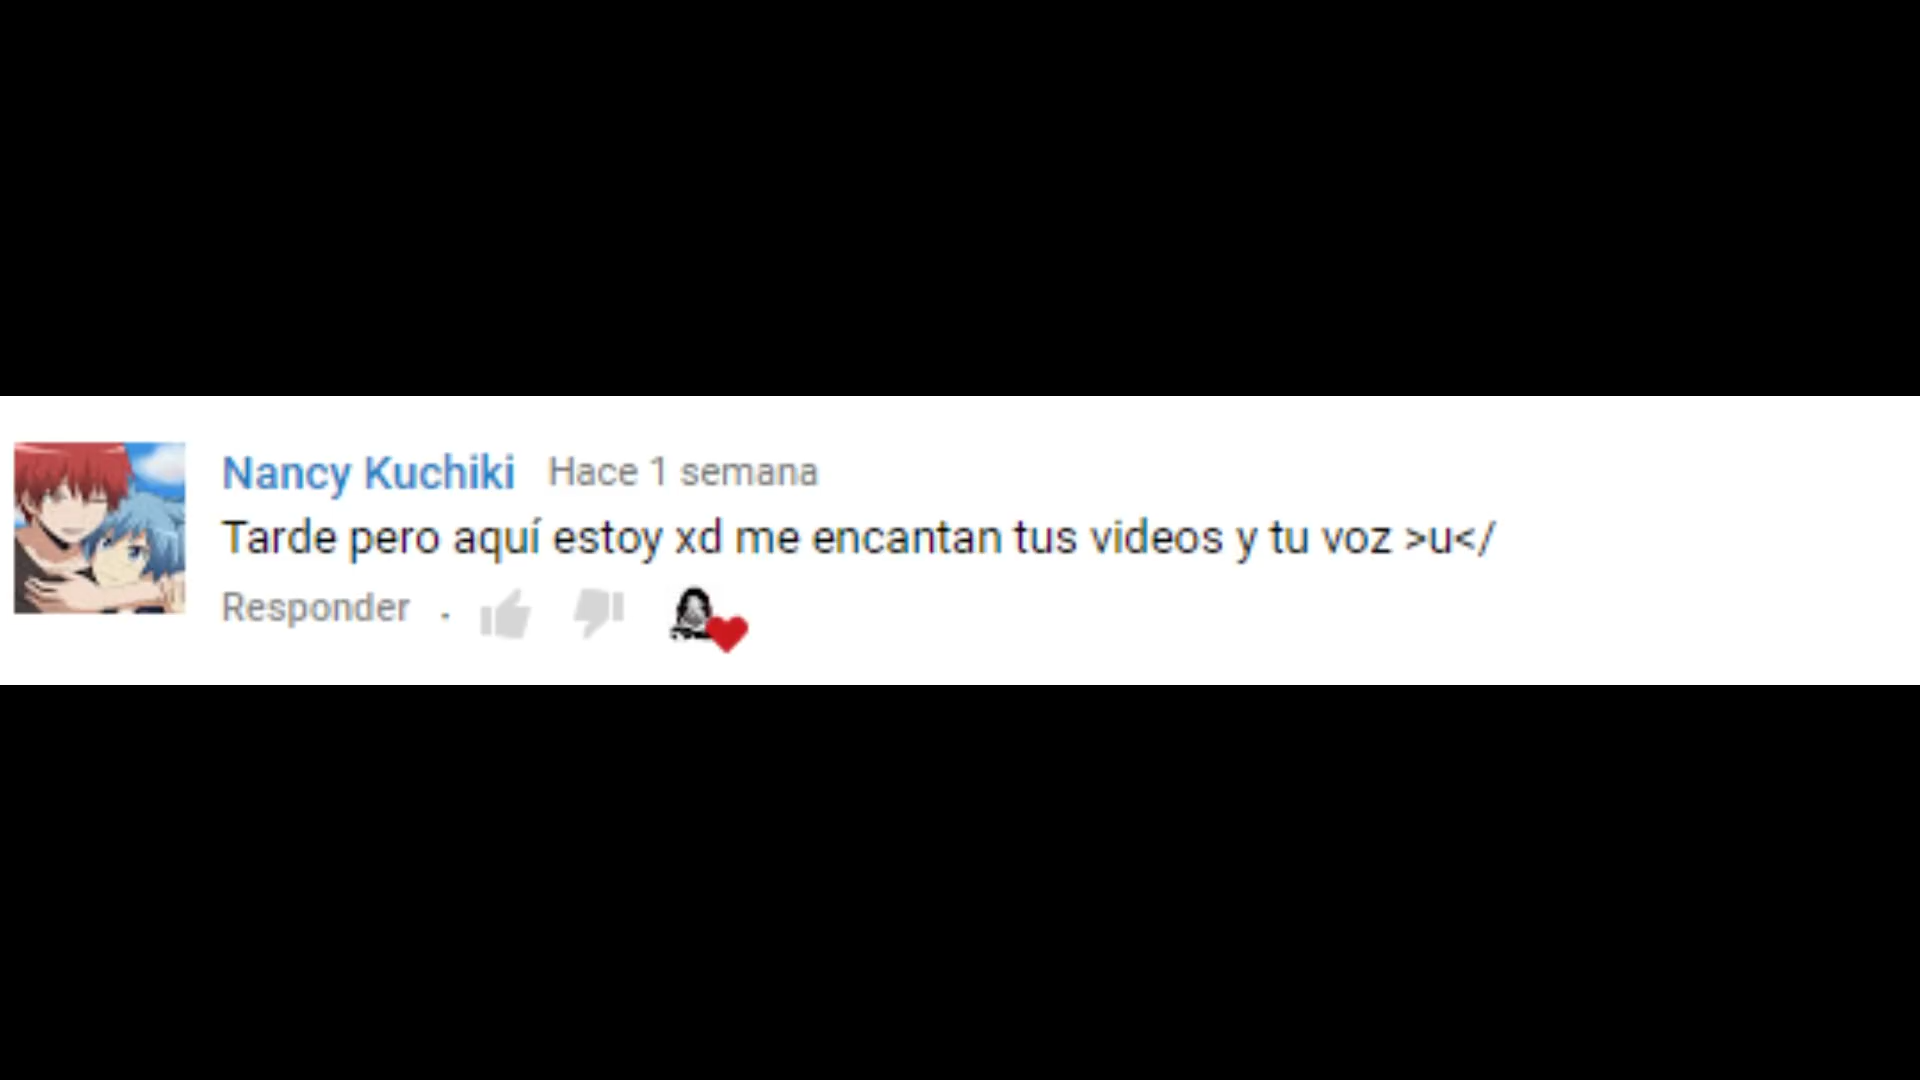 Nancy Kuchiki Hace 1 semana
Tarde pero aquí estoy xd me encantan tus videos y tu voz >u</
Responder .